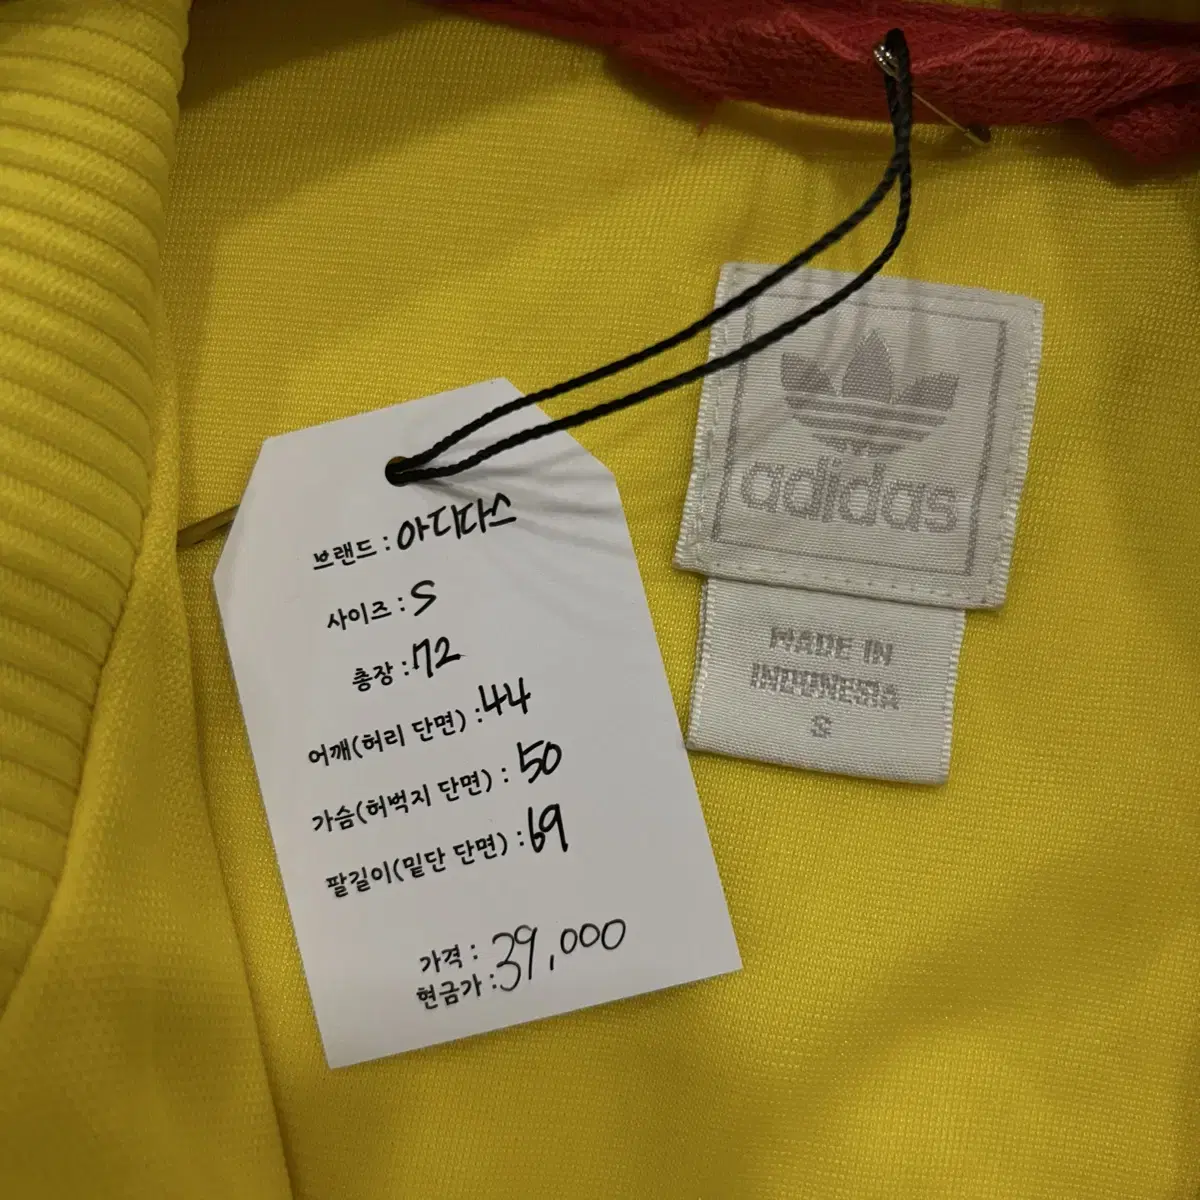 브랜드 : 아디다스
사이즈 : S
총장 : 72
어깨(허리 단면) : 44
가슴(허벅지 단면) : 50
팔길이(밑단 단면) : 69
가격 : 39,000
현금가 :
adidas
MADE IN
INDONESIA
S